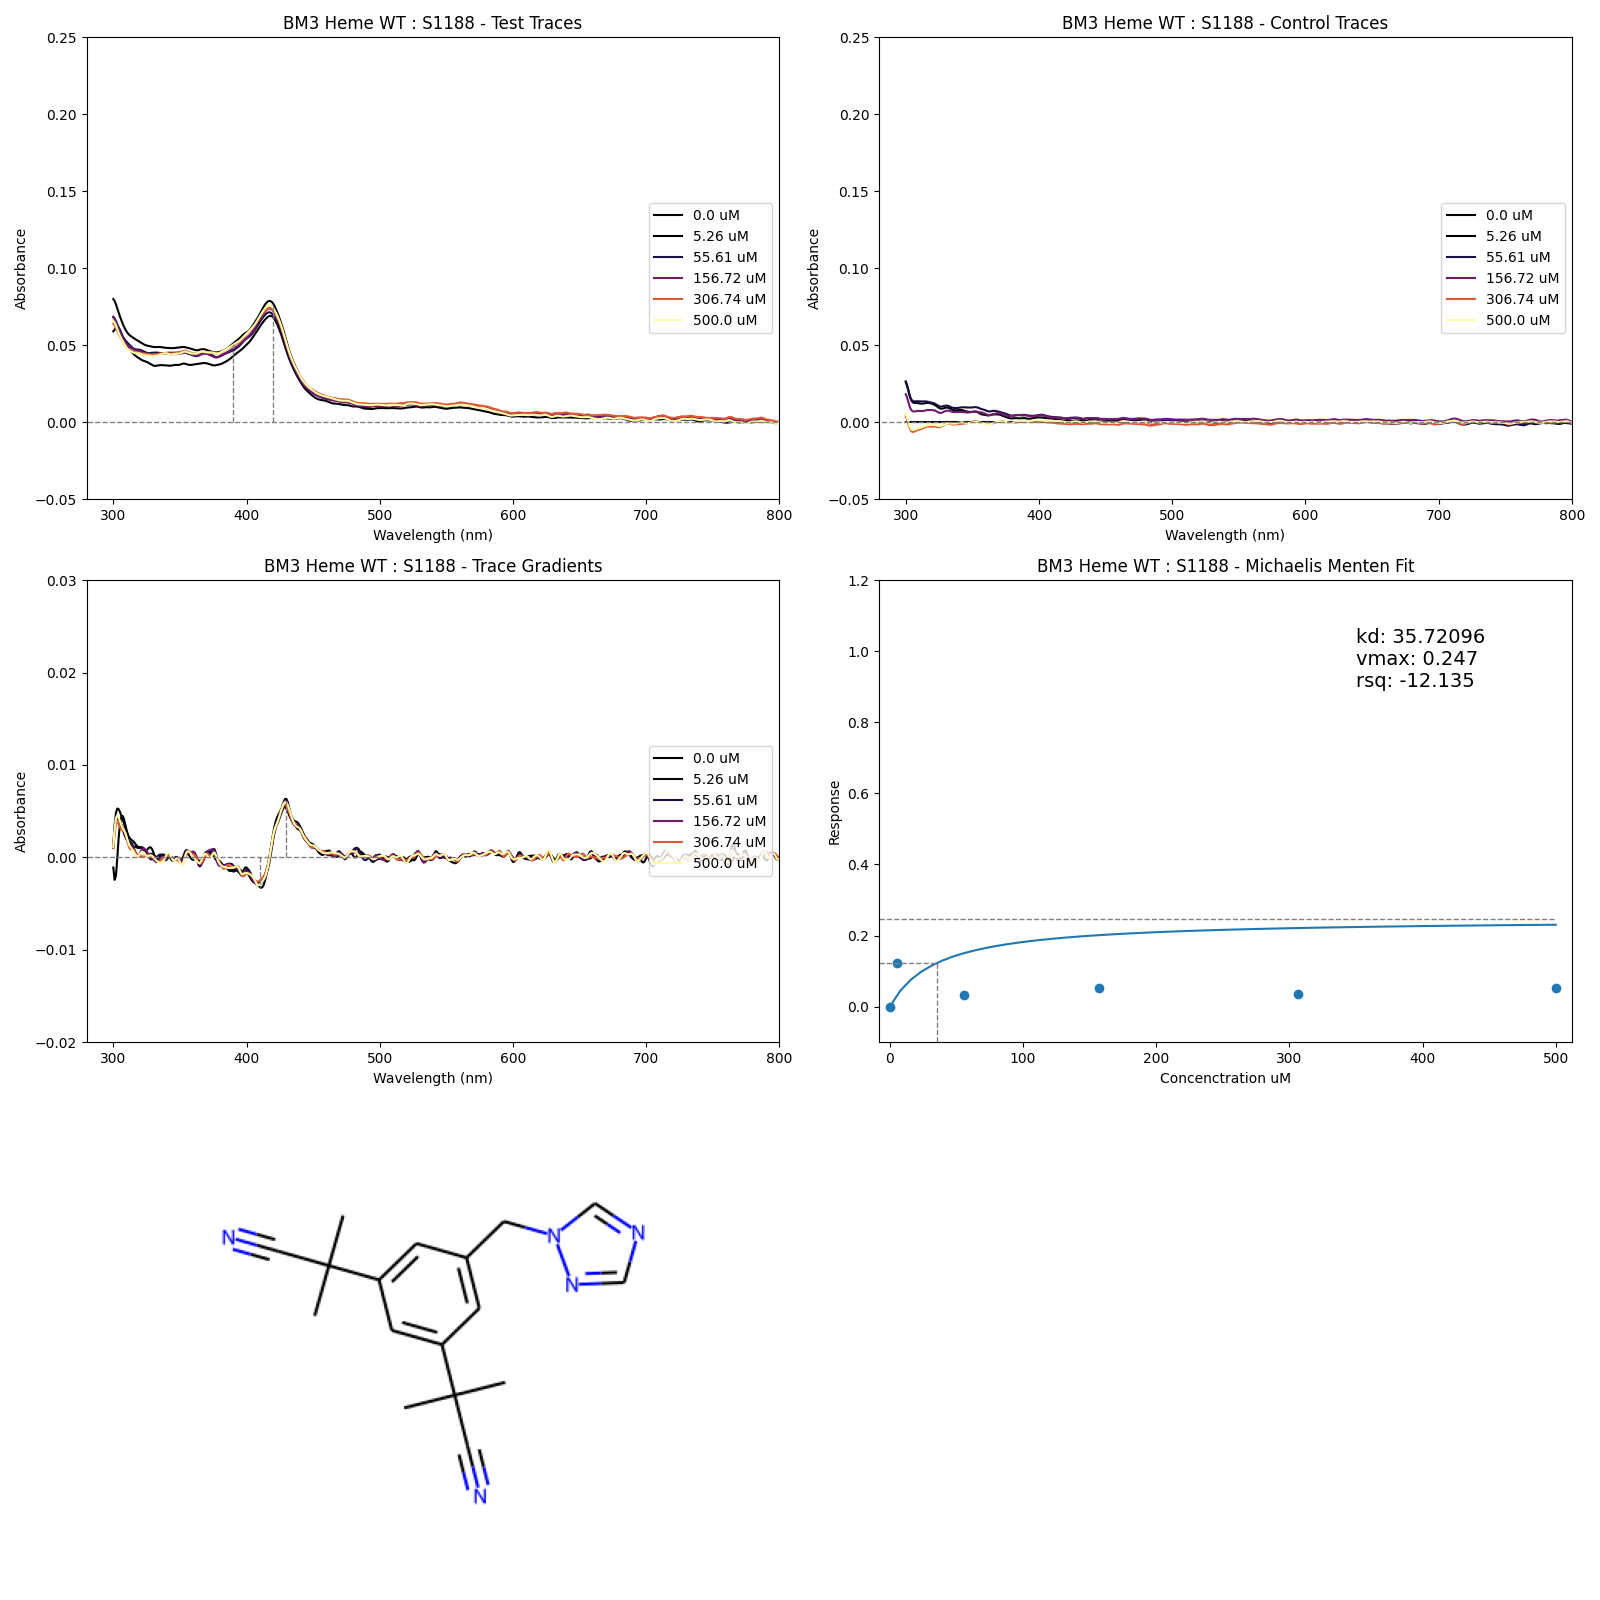 BM3 Heme WT : S1188 - Test Traces
0.25
0.20
0.15
0.10
0.05
0.00
−0.05
Absorbance
300
400
500
600
700
800
Wavelength (nm)
0.0 uM
5.26 uM
55.61 uM
156.72 uM
306.74 uM
500.0 uM
BM3 Heme WT : S1188 - Control Traces
0.25
0.20
0.15
0.10
0.05
0.00
−0.05
Absorbance
300
400
500
600
700
800
Wavelength (nm)
0.0 uM
5.26 uM
55.61 uM
156.72 uM
306.74 uM
500.0 uM
BM3 Heme WT : S1188 - Trace Gradients
0.03
0.02
0.01
0.00
−0.01
−0.02
Absorbance
300
400
500
600
700
800
Wavelength (nm)
0.0 uM
5.26 uM
55.61 uM
156.72 uM
306.74 uM
500.0 uM
BM3 Heme WT : S1188 - Michaelis Menten Fit
1.2
1.0
0.8
0.6
0.4
0.2
0.0
Response
kd: 35.72096
vmax: 0.247
rsq: -12.135
0
100
200
300
400
500
Concenctration uM
N
N
N
N
N